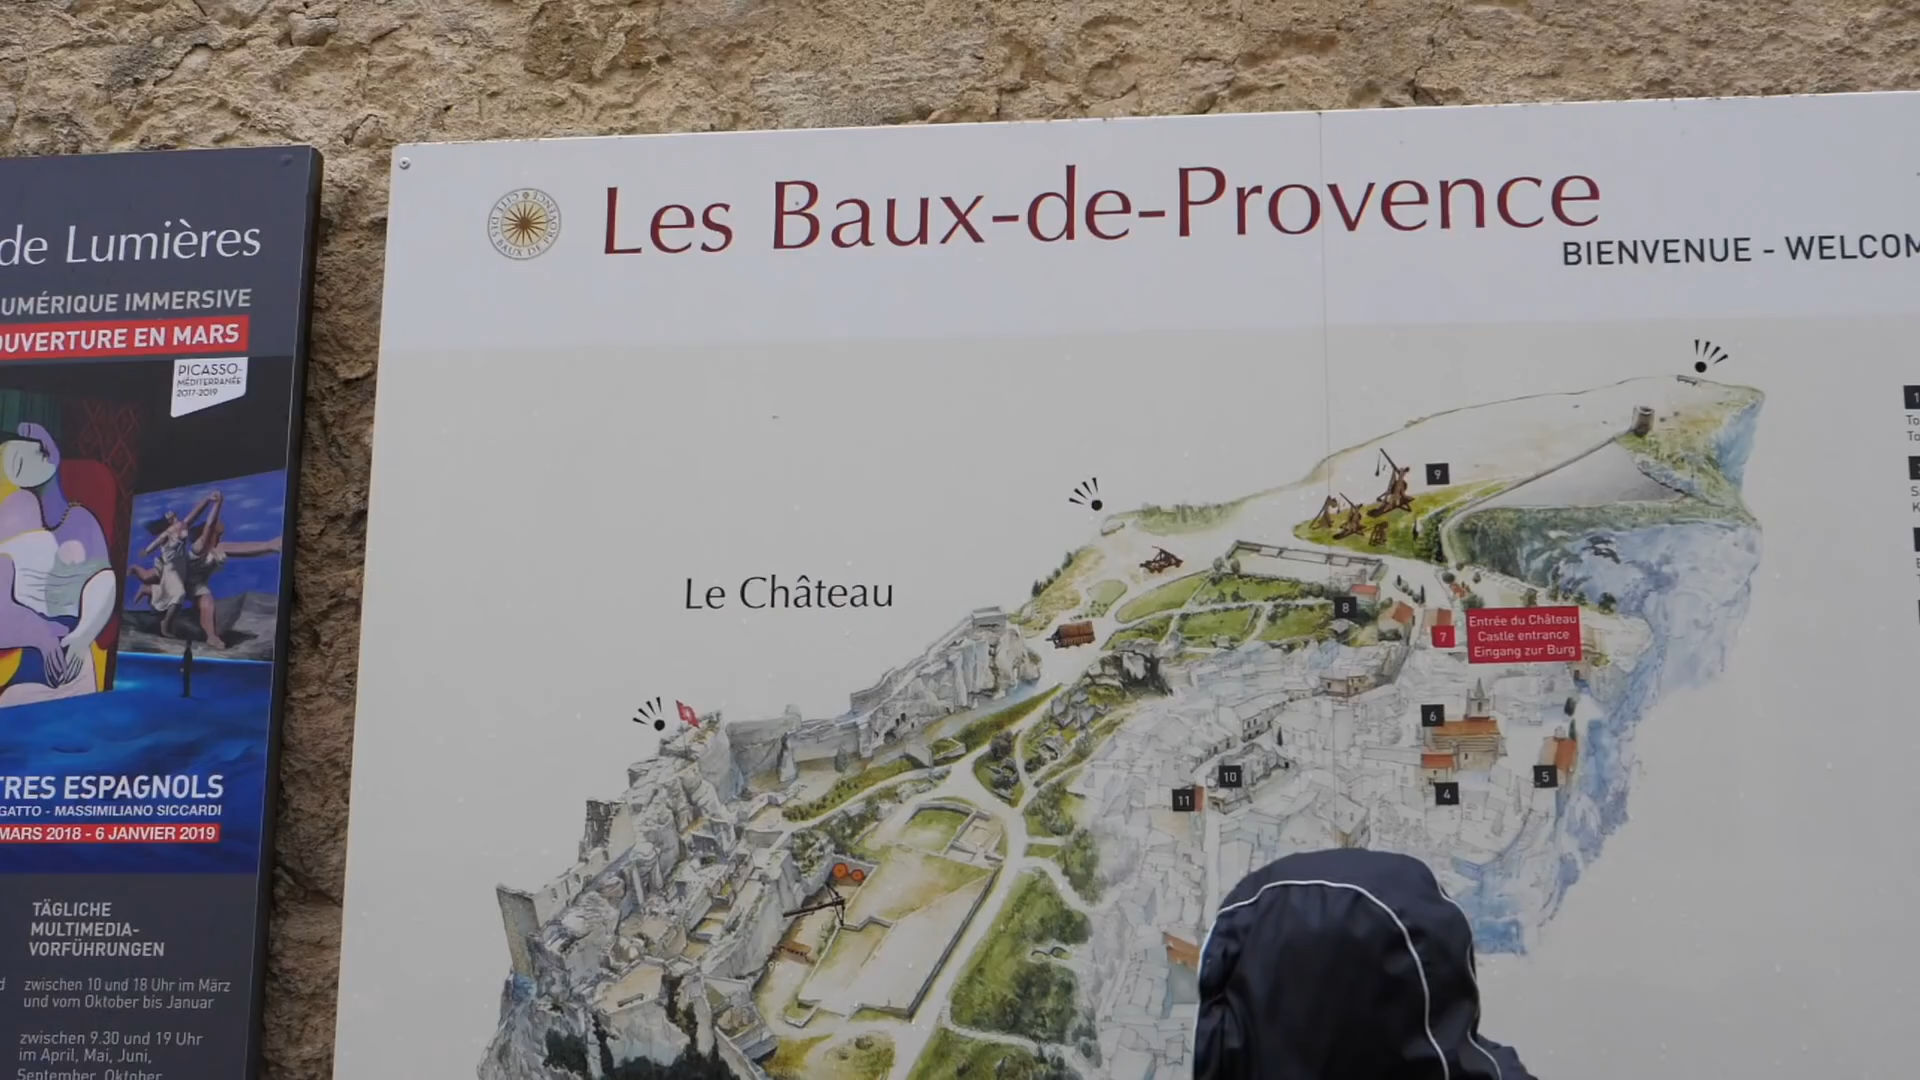 de Lumières
UMÉRIQUE IMMERSIVE
OUVERTURE EN MARS
PICASSO-
MÉDITERRANÉE
2017-2019
TRES ESPAGNOLS
GATTO - MASSIMILIANO SICCARDI
MARS 2018 - 6 JANVIER 2019
TÄGLICHE
MULTIMEDIA-
VORFÜHRUNGEN
zwischen 10 und 18 Uhr im März
und vom Oktober bis Januar
zwischen 9.30 und 19 Uhr
im April, Mai, Juni,
September, Oktober
Les Baux-de-Provence
BIENVENUE - WELCOM
Le Château
9
8
7
Entrée du Château
Castle entrance
Eingang zur Burg
6
10
5
11
4